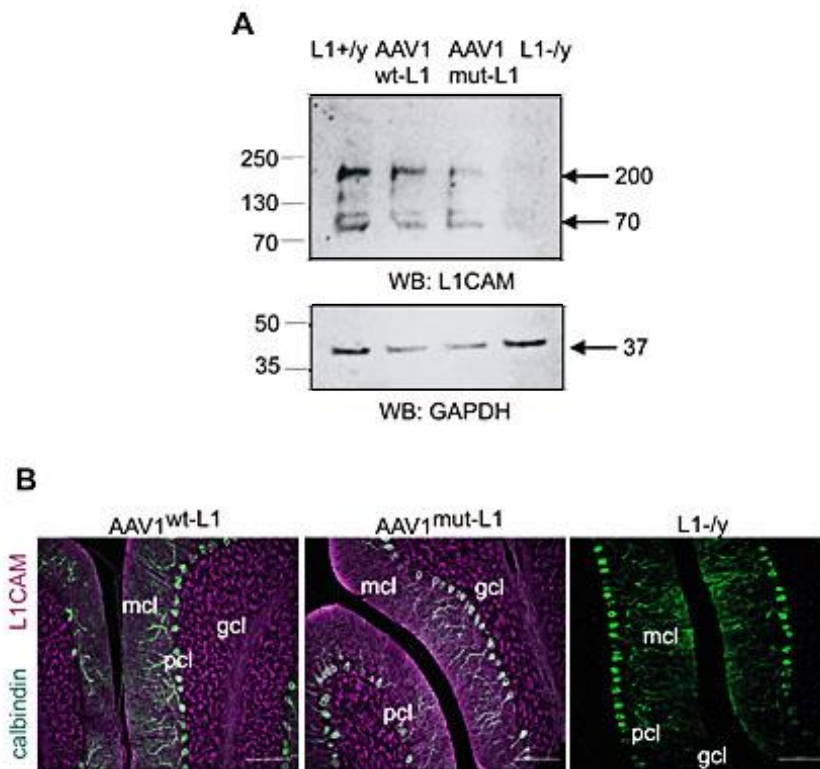 A
L1+/y AAV1 AAV1 L1-/y
wt-L1 mut-L1
250
130
70
200
70
WB: L1CAM
50
35
37
WB: GAPDH
B
AAV1wt-L1 AAV1mut-L1 L1-/y
calbindin L1CAM
mcl
gcl
pcl
mcl
gcl
pcl
mcl
pcl
gcl